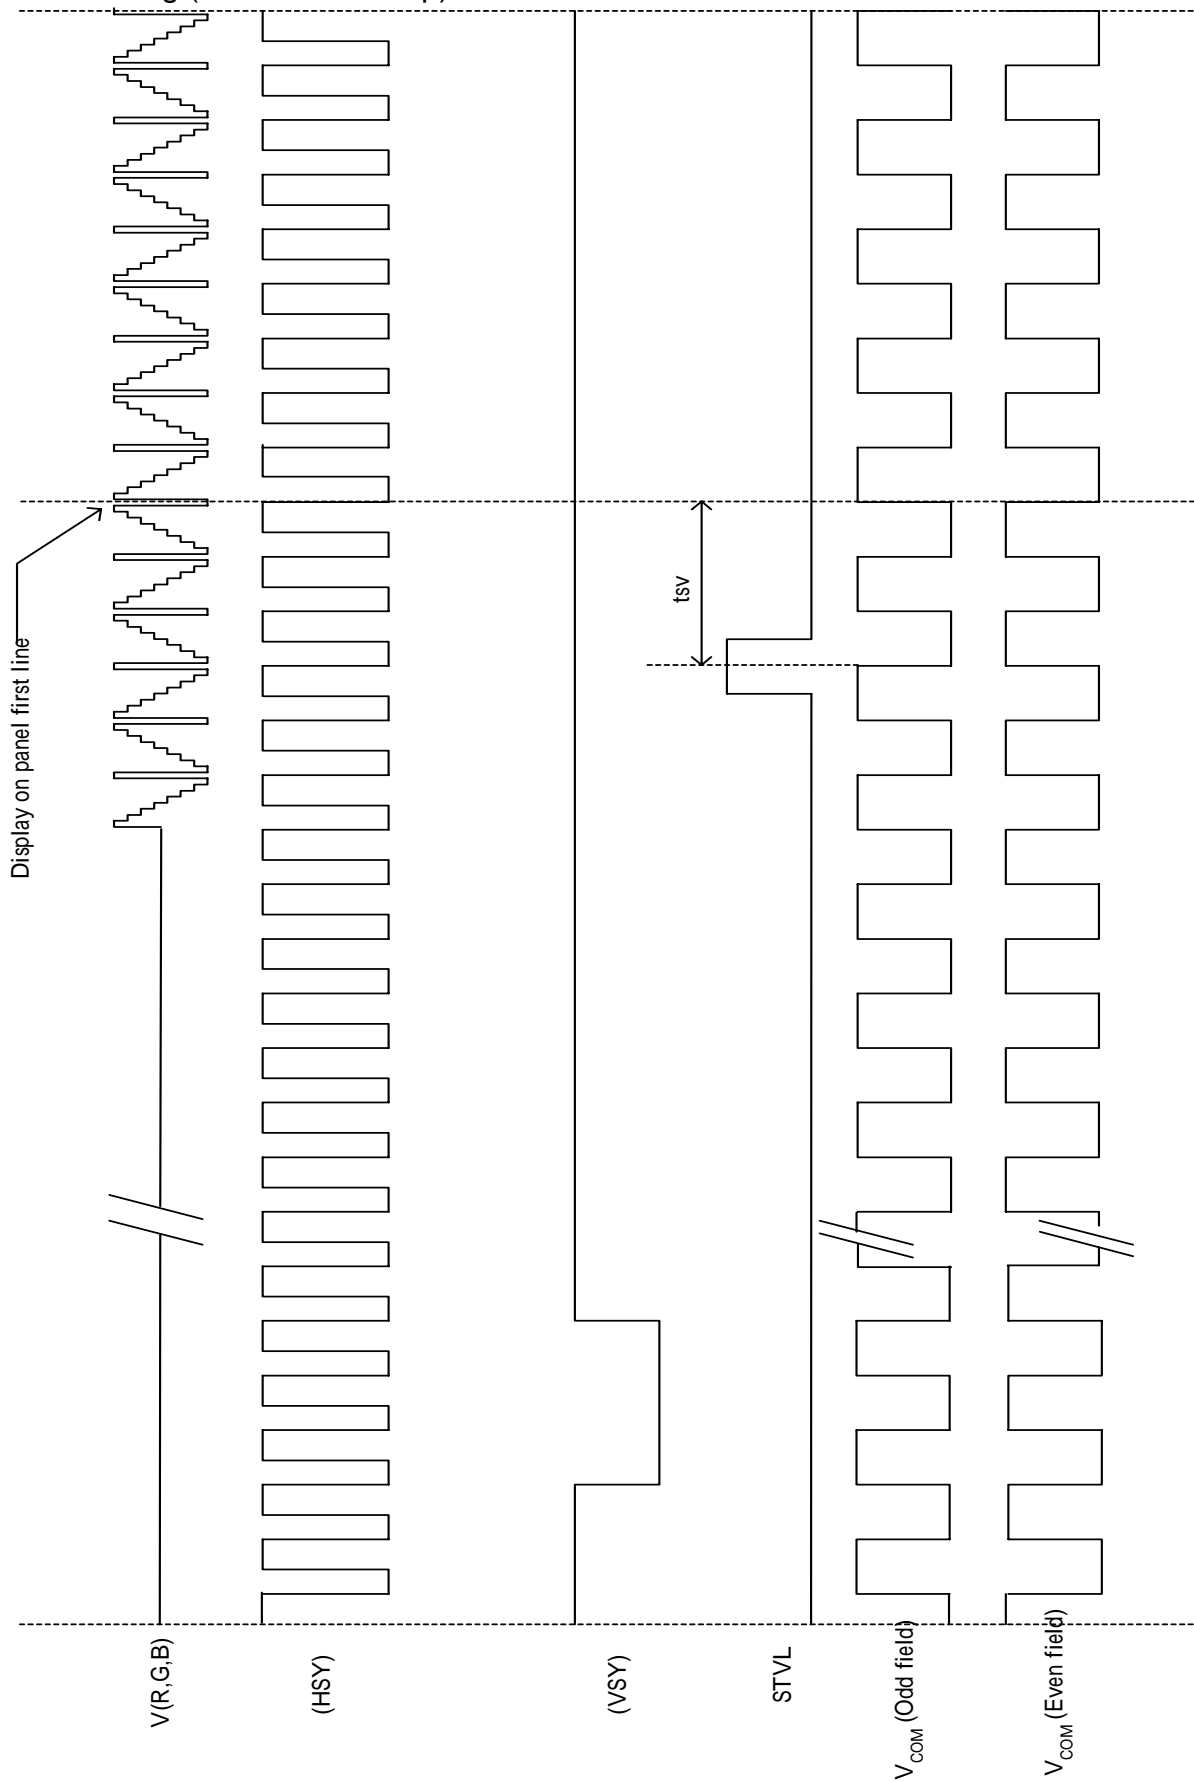 Display on panel first line
tsv
V(R,G,B)
(HSY)
(VSY)
STVL
VCOM (Odd field)
VCOM (Even field)